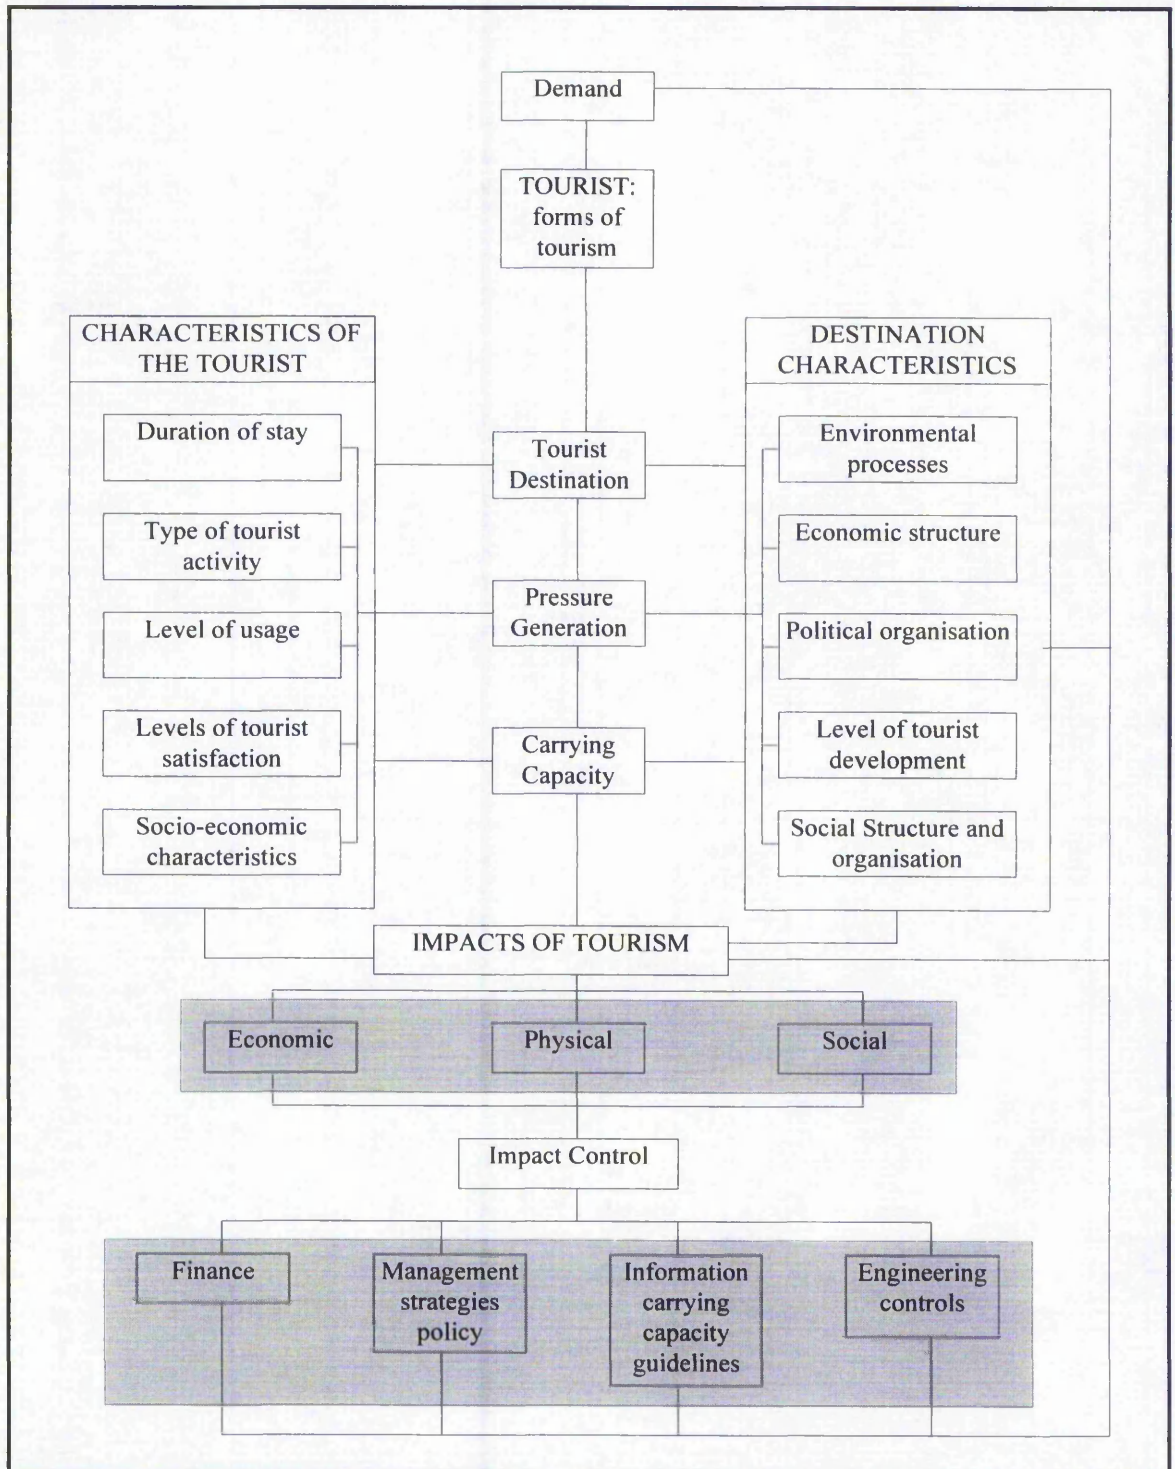 Demand
TOURIST:
forms of
tourism
CHARACTERISTICS OF
THE TOURIST
Duration of stay
Type of tourist
activity
Level of usage
Levels of tourist
satisfaction
Socio-economic
characteristics
Tourist
Destination
Pressure
Generation
Carrying
Capacity
DESTINATION
CHARACTERISTICS
Environmental
processes
Economic structure
Political organisation
Level of tourist
development
Social Structure and
organisation
IMPACTS OF TOURISM
Economic
Physical
Social
Impact Control
Finance
Management
strategies
policy
Information
carrying
capacity
guidelines
Engineering
controls